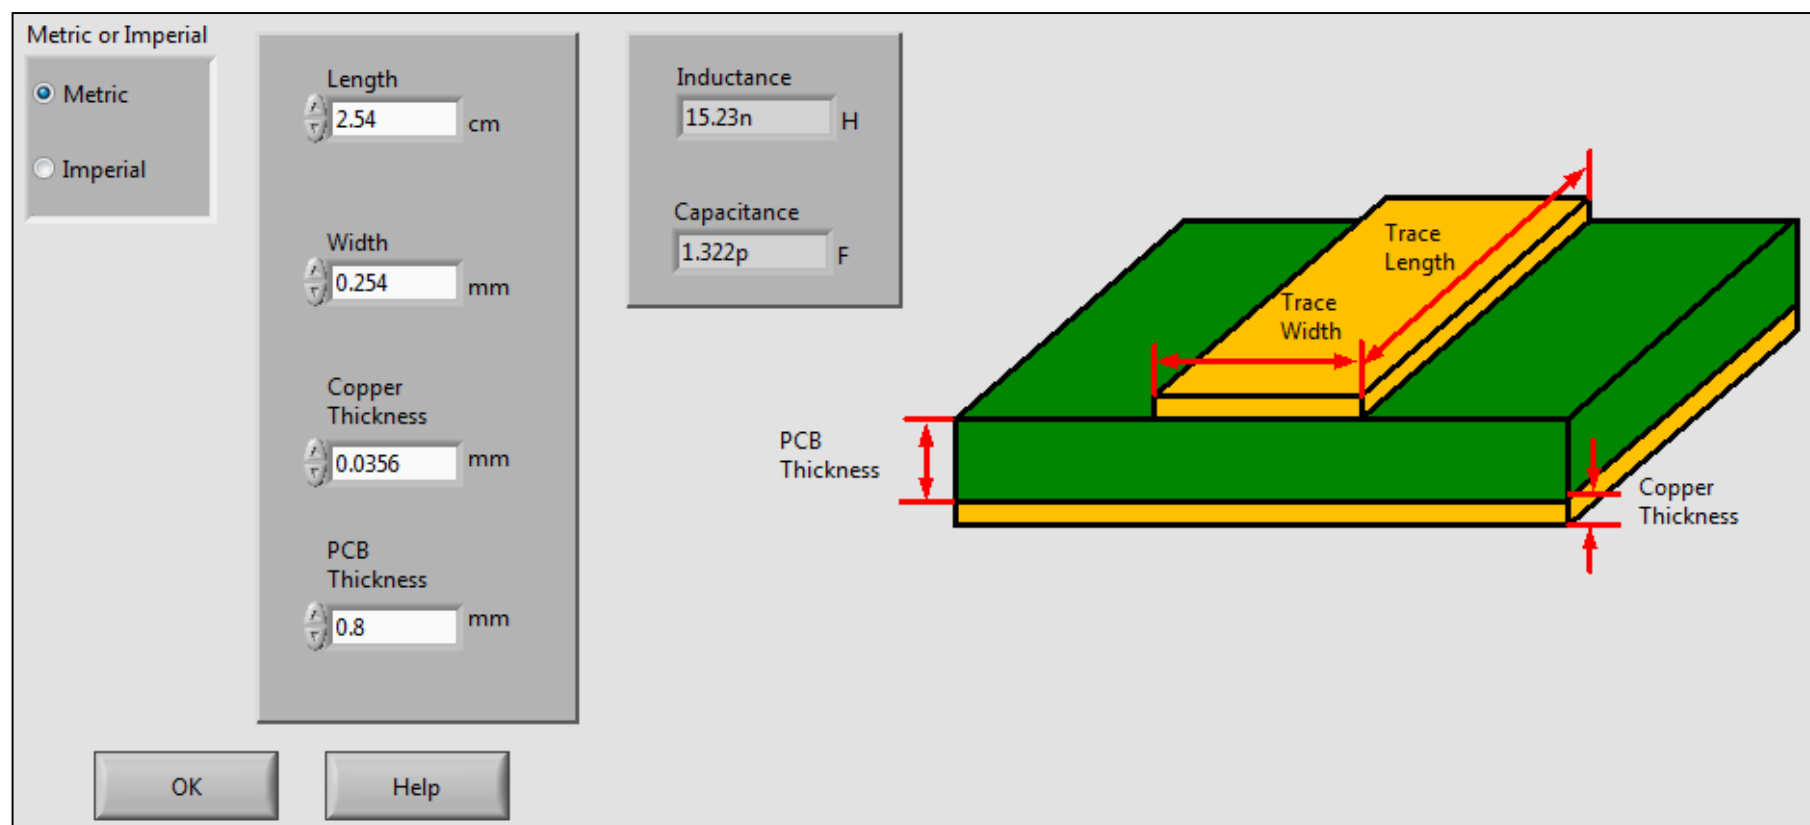 Metric or Imperial
Metric
Imperial
Length
2.54
cm
Width
0.254
mm
Copper
Thickness
0.0356
mm
PCB
Thickness
0.8
mm
OK
Help
Inductance
15.23n
H
Capacitance
1.322p
F
Trace
Length
Trace
Width
PCB
Thickness
Copper
Thickness